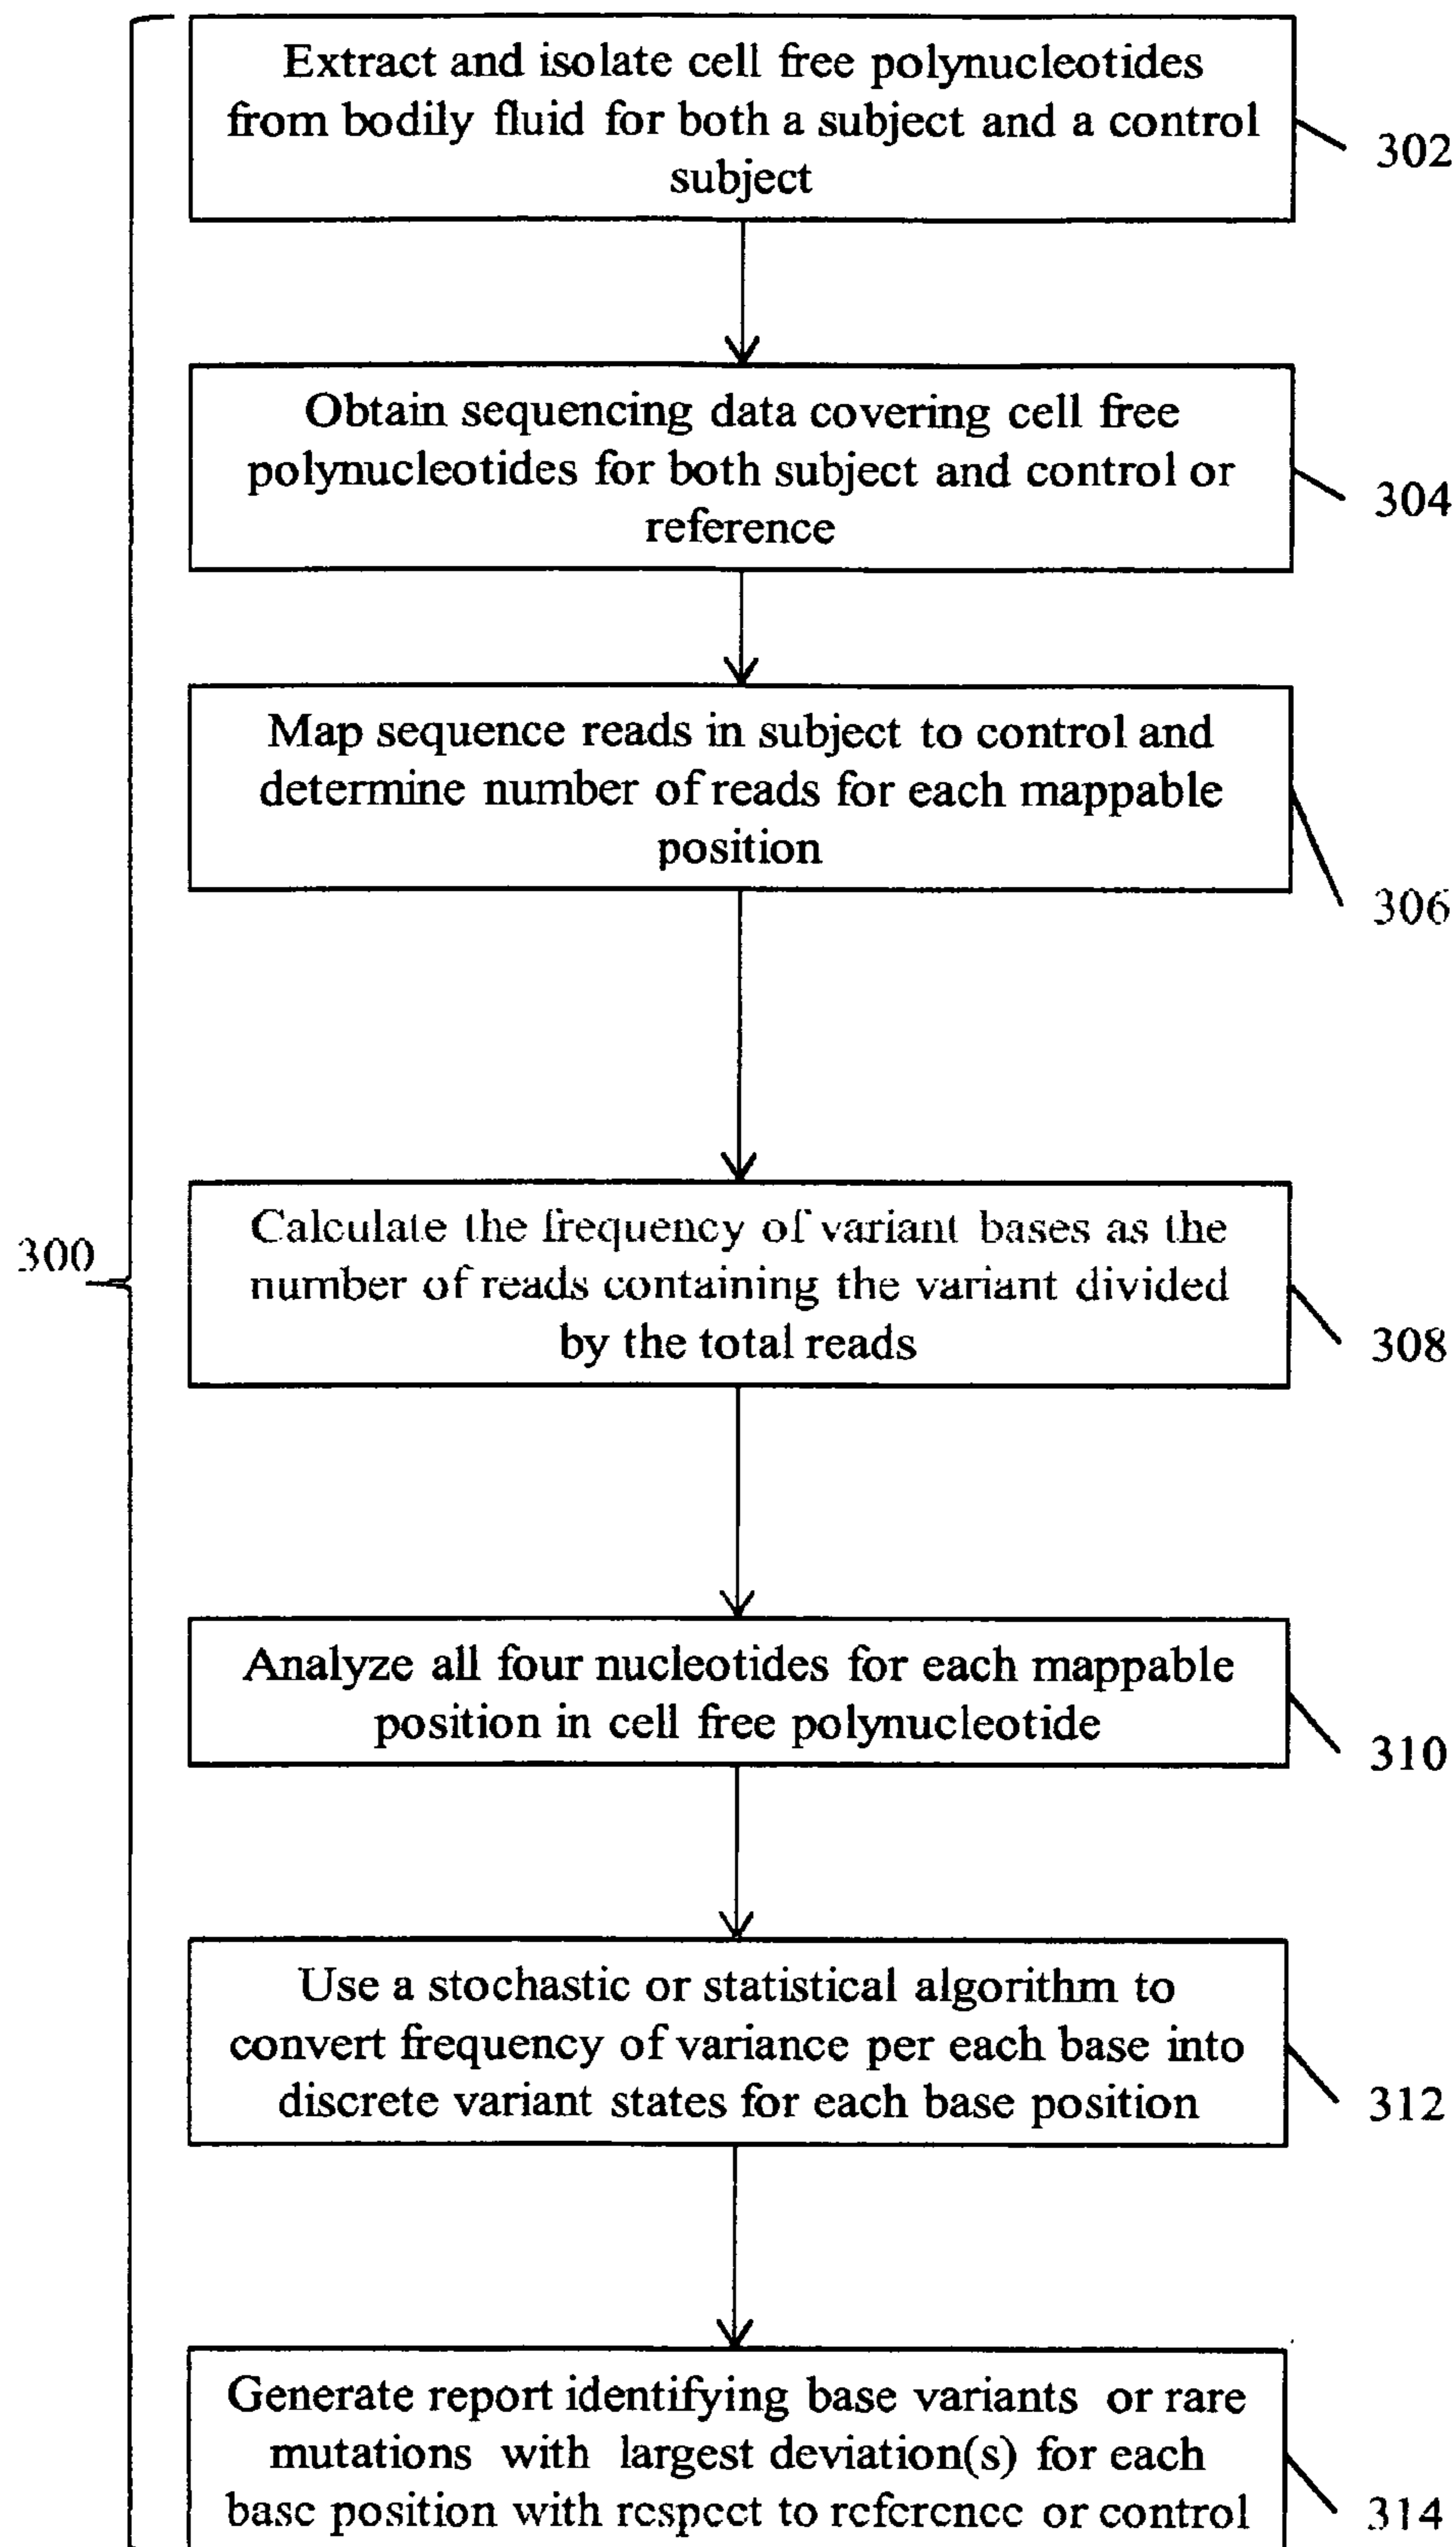 Extract and isolate cell free polynucleotides
from bodily fluid for both a subject and a control
subject
302
Obtain sequencing data covering cell free
polynucleotides for both subject and control or
reference
304
Map sequence reads in subject to control and
determine number of reads for each mappable
position
306
300
Calculate the frequency of variant bases as the
number of reads containing the variant divided
by the total reads
308
Analyze all four nucleotides for each mappable
position in cell free polynucleotide
310
Use a stochastic or statistical algorithm to
convert frequency of variance per each base into
discrete variant states for each base position
312
Generate report identifying base variants or rare
mutations with largest deviation(s) for each
base position with respect to reference or control
314